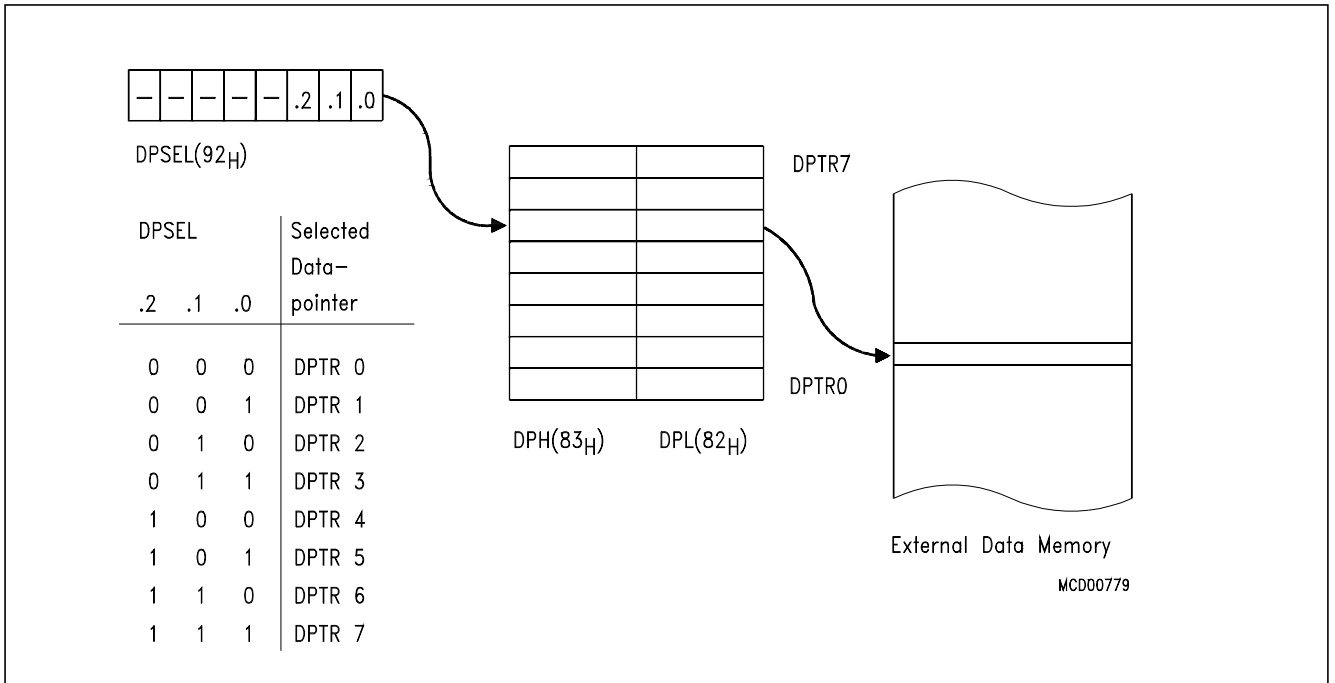 – – – – – .2 .1 .0
DPSEL(92H)
DPSEL Selected
Data–
.2 .1 .0 pointer
0 0 0 DPTR 0
0 0 1 DPTR 1
0 1 0 DPTR 2
0 1 1 DPTR 3
1 0 0 DPTR 4
1 0 1 DPTR 5
1 1 0 DPTR 6
1 1 1 DPTR 7
DPTR7
DPTR0
DPH(83H) DPL(82H)
External Data Memory
MCD00779